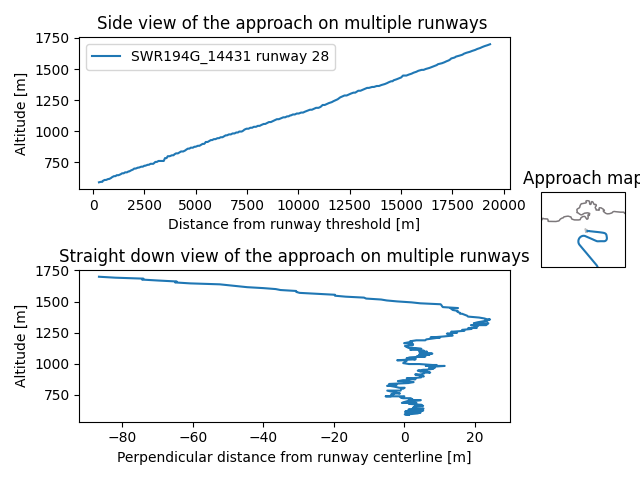 Side view of the approach on multiple runways
Altitude [m]
1750
1500
1250
1000
750
SWR194G_14431 runway 28
0 2500 5000 7500 10000 12500 15000 17500 20000
Distance from runway threshold [m]
Approach map
Straight down view of the approach on multiple runways
Altitude [m]
1750
1500
1250
1000
750
−80 −60 −40 −20 0 20
Perpendicular distance from runway centerline [m]